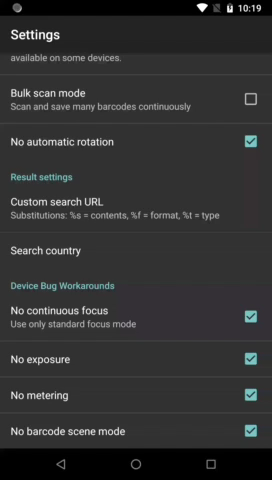 10:19
Settings
available on some devices.
Bulk scan mode
Scan and save many barcodes continuously
No automatic rotation
Result settings
Custom search URL
Substitutions: %s = contents, %f = format, %t = type
Search country
Device Bug Workarounds
No continuous focus
Use only standard focus mode
No exposure
No metering
No barcode scene mode